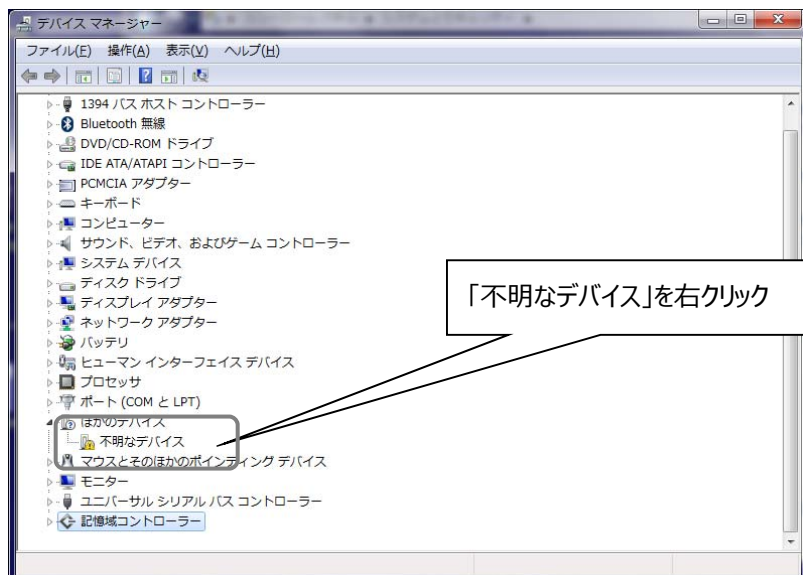 デバイス マネージャー
ファイル(F) 操作(A) 表示(V) ヘルプ(H)
1394 バス ホスト コントローラー
Bluetooth 無線
DVD/CD-ROM ドライブ
IDE ATA/ATAPI コントローラー
PCMCIA アダプター
キーボード
コンピューター
サウンド、ビデオ、およびゲーム コントローラー
システム デバイス
ディスク ドライブ
ディスプレイ アダプター
ネットワーク アダプター
バッテリ
ヒューマン インターフェイス デバイス
プロセッサ
ポート (COM と LPT)
ほかのデバイス
不明なデバイス
マウスとそのほかのポインティング デバイス
モニター
ユニバーサル シリアル バス コントローラー
記憶域コントローラー
「不明なデバイス」を右クリック